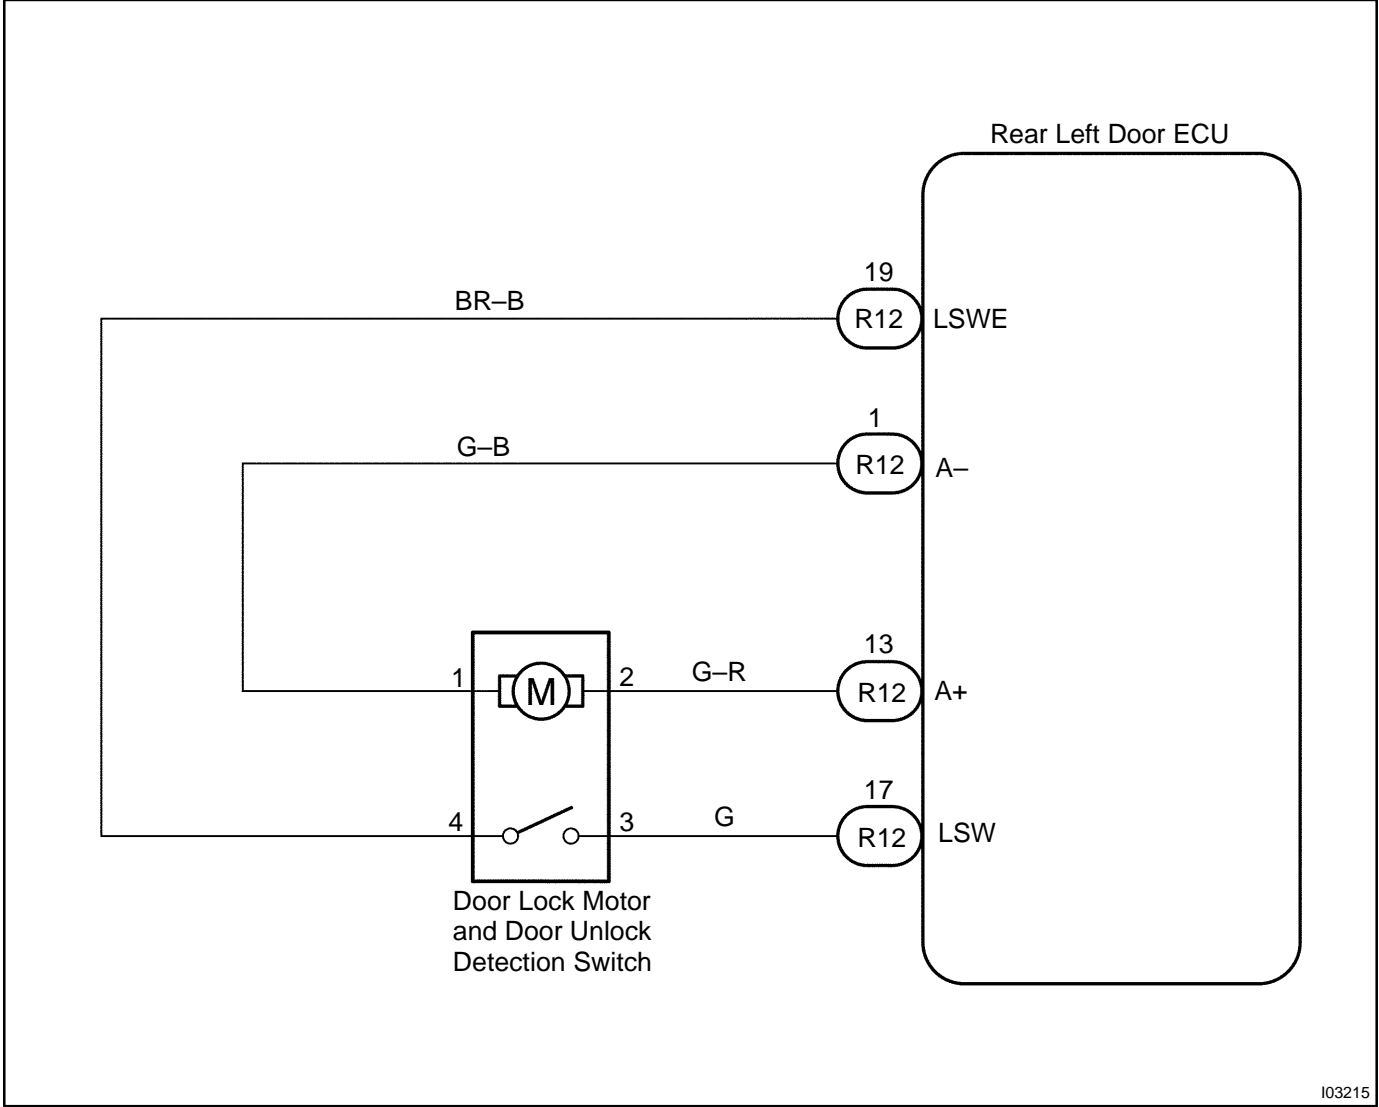 Rear Left Door ECU
19
BR–B
R12 LSWE
1
G–B
R12 A–
13
1 M 2 G–R
R12 A+
17
4 3 G
R12 LSW
Door Lock Motor
and Door Unlock
Detection Switch
I03215